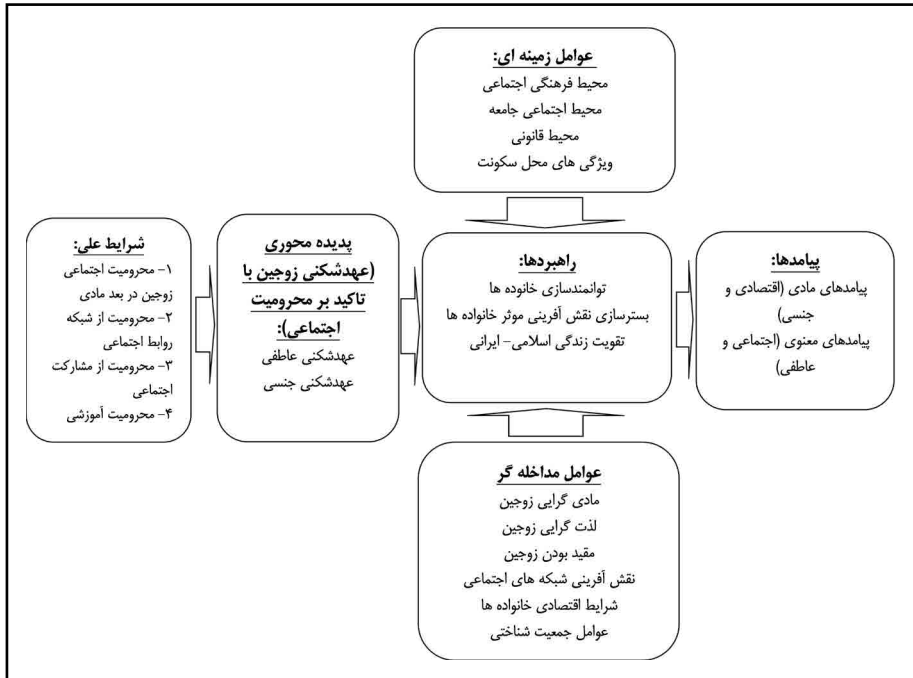 عوامل زمینه ای:
محیط فرهنگی اجتماعی
محیط اجتماعی جامعه
محیط قانونی
ویژگی های محل سکونت
شرایط علی:
۱- محرومیت اجتماعی
زوجین در بعد مادی
۲- محرومیت از شبکه
روابط اجتماعی
۳- محرومیت از مشارکت
اجتماعی
۴- محرومیت آموزشی
پدیده محوری
(عهدشکنی زوجین با
تاکید بر محرومیت
اجتماعی):
عهدشکنی عاطفی
عهدشکنی جنسی
راهبردها:
توانمندسازی خانوده ها
بسترسازی نقش آفرینی موثر خانواده ها
تقویت زندگی اسلامی- ایرانی
پیامدها:
پیامدهای مادی (اقتصادی و
جنسی)
پیامدهای معنوی (اجتماعی و
عاطفی)
عوامل مداخله گر
مادی گرایی زوجین
لذت گرایی زوجین
مقید بودن زوجین
نقش آفرینی شبکه های اجتماعی
شرایط اقتصادی خانواده ها
عوامل جمعیت شناختی